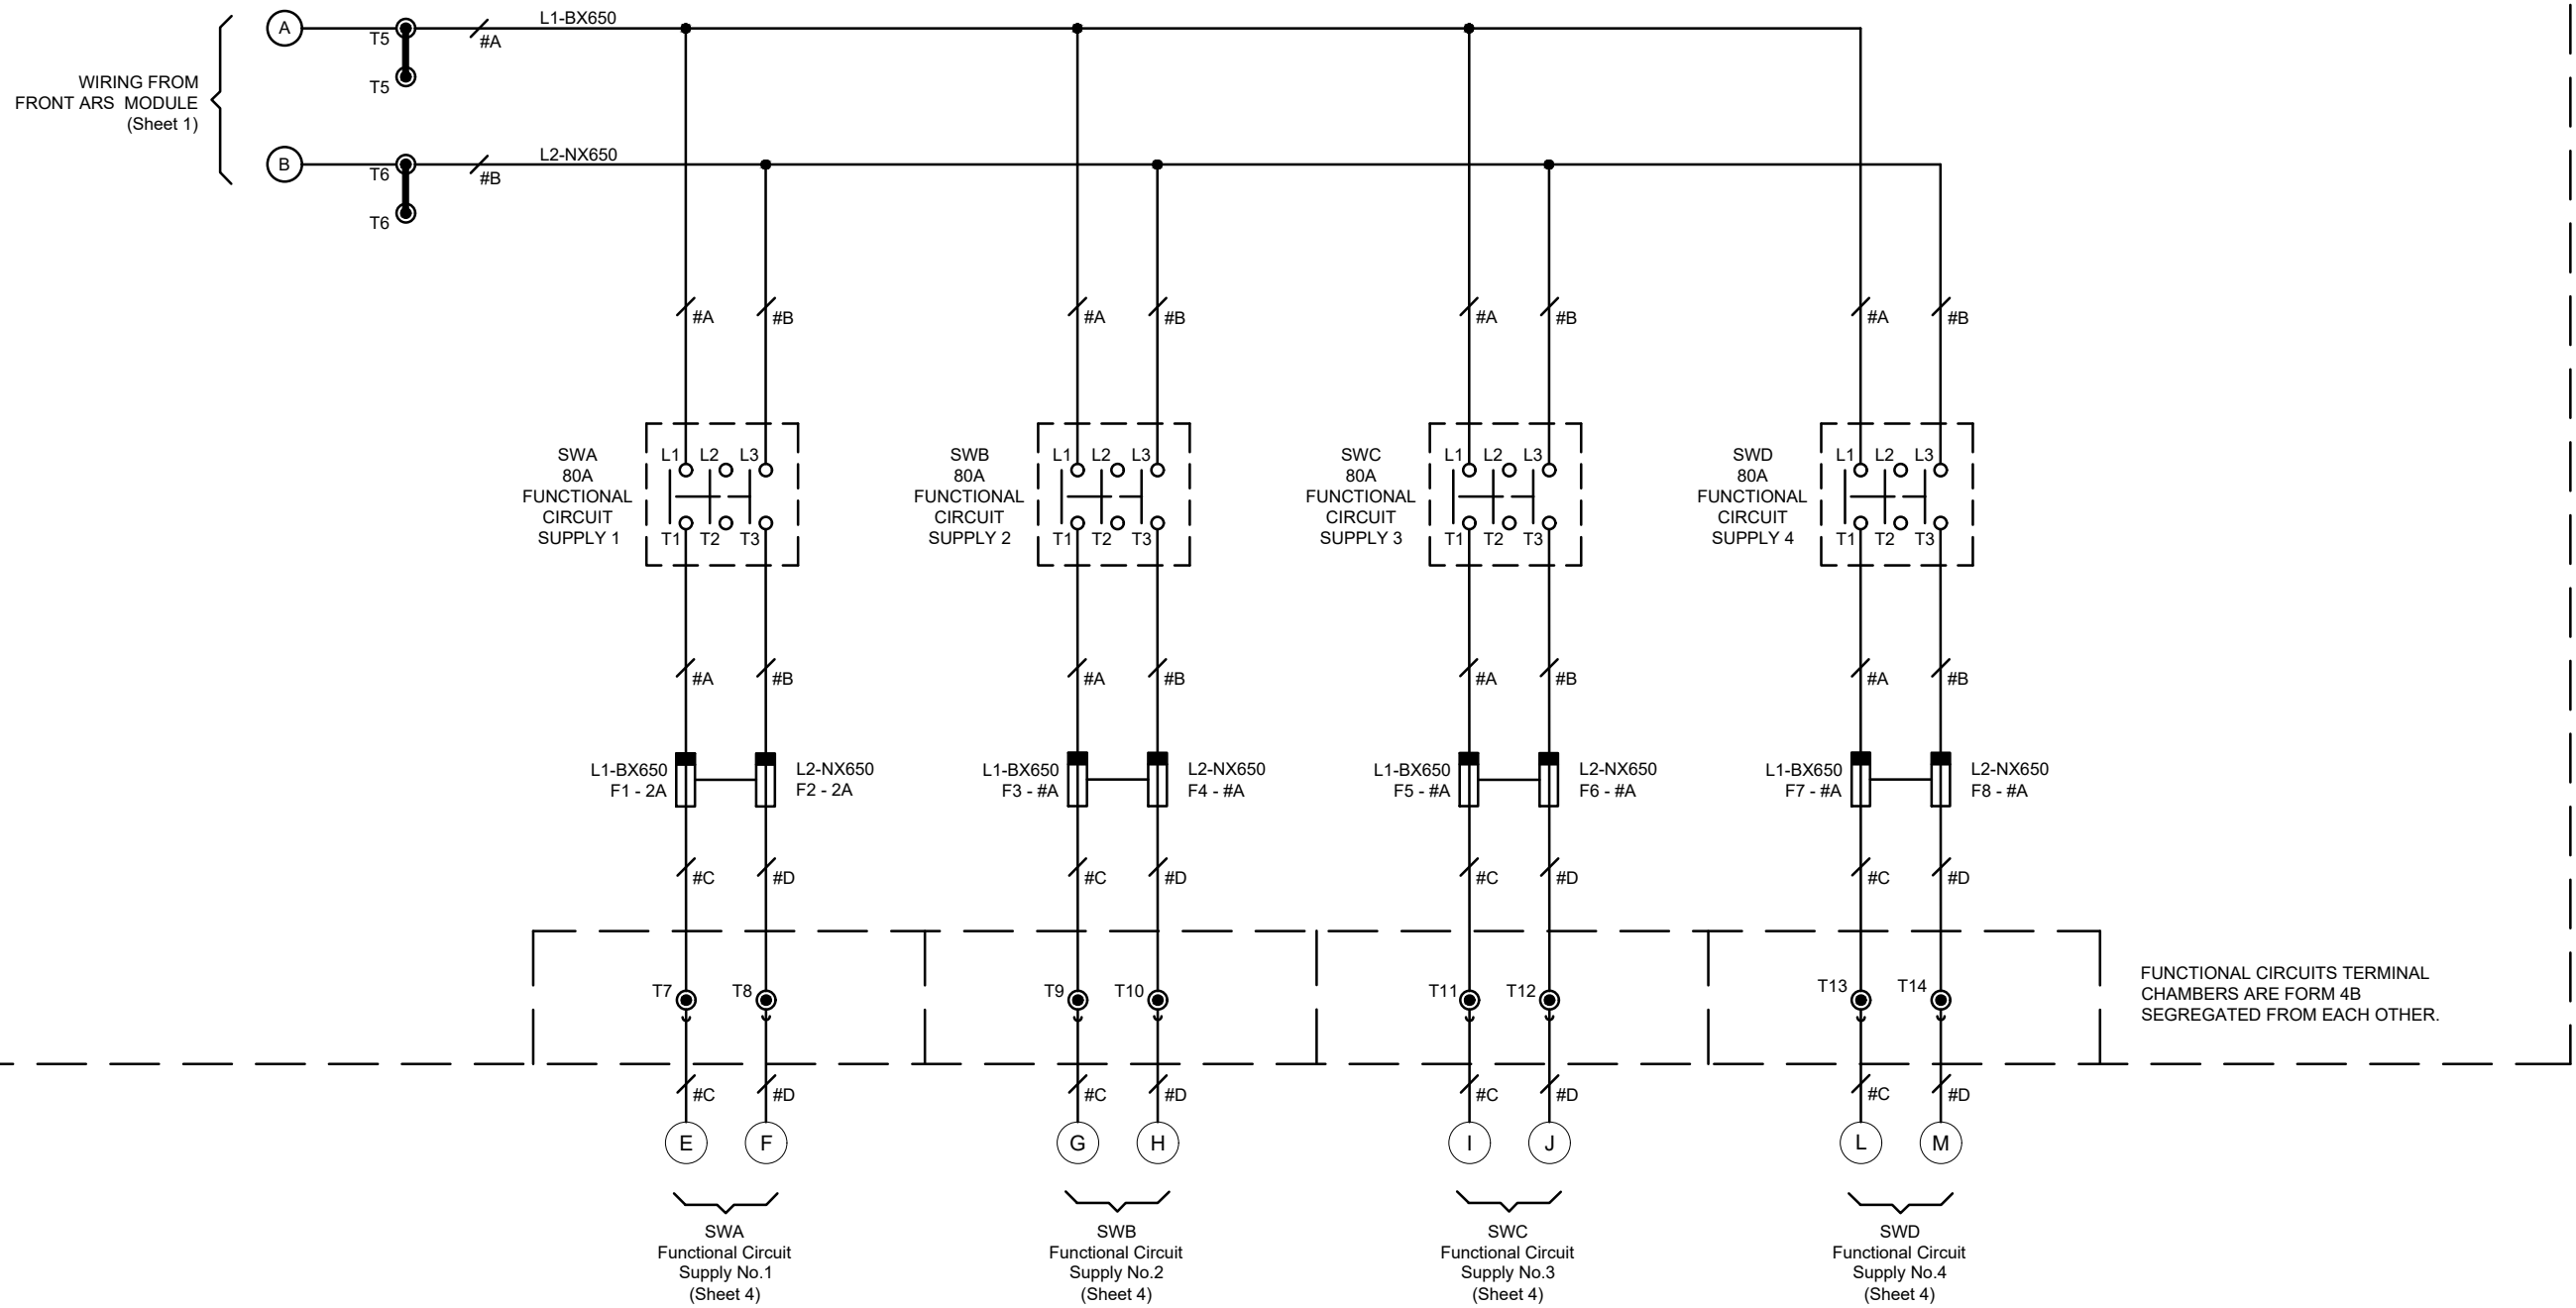 A
T5
#A
L1-BX650
T5
WIRING FROM
FRONT ARS MODULE
(Sheet 1)
B
T6
#B
L2-NX650
T6
#A
#B
#A
#B
#A
#B
#A
#B
SWA
80A
FUNCTIONAL
CIRCUIT
SUPPLY 1
L1 L2 L3
T1 T2 T3
SWB
80A
FUNCTIONAL
CIRCUIT
SUPPLY 2
L1 L2 L3
T1 T2 T3
SWC
80A
FUNCTIONAL
CIRCUIT
SUPPLY 3
L1 L2 L3
T1 T2 T3
SWD
80A
FUNCTIONAL
CIRCUIT
SUPPLY 4
L1 L2 L3
T1 T2 T3
#A
#B
#A
#B
#A
#B
#A
#B
L1-BX650
F1 - 2A
L2-NX650
F2 - 2A
L1-BX650
F3 - #A
L2-NX650
F4 - #A
L1-BX650
F5 - #A
L2-NX650
F6 - #A
L1-BX650
F7 - #A
L2-NX650
F8 - #A
#C
#D
#C
#D
#C
#D
#C
#D
T7
T8
T9
T10
T11
T12
T13
T14
FUNCTIONAL CIRCUITS TERMINAL
CHAMBERS ARE FORM 4B
SEGREGATED FROM EACH OTHER.
#C
#D
#C
#D
#C
#D
#C
#D
E
F
G
H
I
J
L
M
SWA
Functional Circuit
Supply No.1
(Sheet 4)
SWB
Functional Circuit
Supply No.2
(Sheet 4)
SWC
Functional Circuit
Supply No.3
(Sheet 4)
SWD
Functional Circuit
Supply No.4
(Sheet 4)